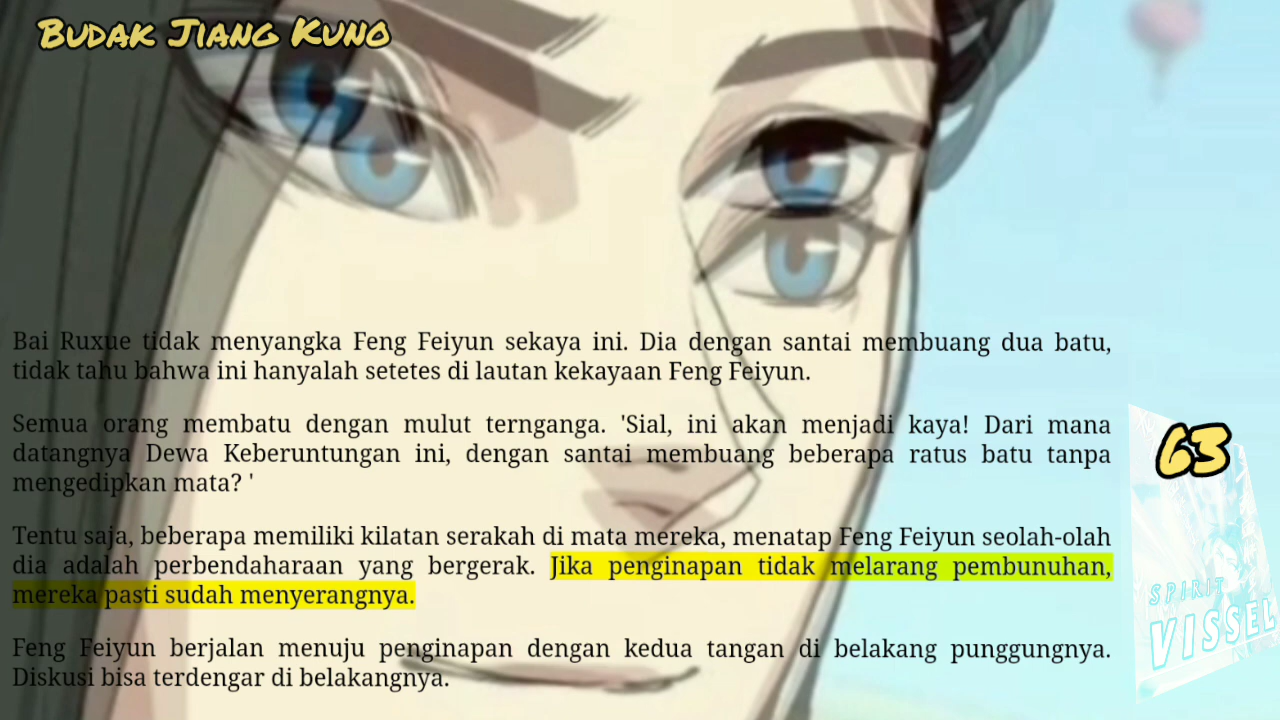 Budak Jiang Kuno
Bai Ruxue tidak menyangka Feng Feiyun sekaya ini. Dia dengan santai membuang dua batu,
tidak tahu bahwa ini hanyalah setetes di lautan kekayaan Feng Feiyun.
Semua orang membatu dengan mulut ternganga. 'Sial, ini akan menjadi kaya! Dari mana
datangnya Dewa Keberuntungan ini, dengan santai membuang beberapa ratus batu tanpa
mengedipkan mata? '
63
Tentu saja, beberapa memiliki kilatan serakah di mata mereka, menatap Feng Feiyun seolah-olah
dia adalah perbendaharaan yang bergerak. Jika penginapan tidak melarang pembunuhan,
mereka pasti sudah menyerangnya.
Feng Feiyun berjalan menuju penginapan dengan kedua tangan di belakang punggungnya.
Diskusi bisa terdengar di belakangnya.
SPIRIT
VISSEL